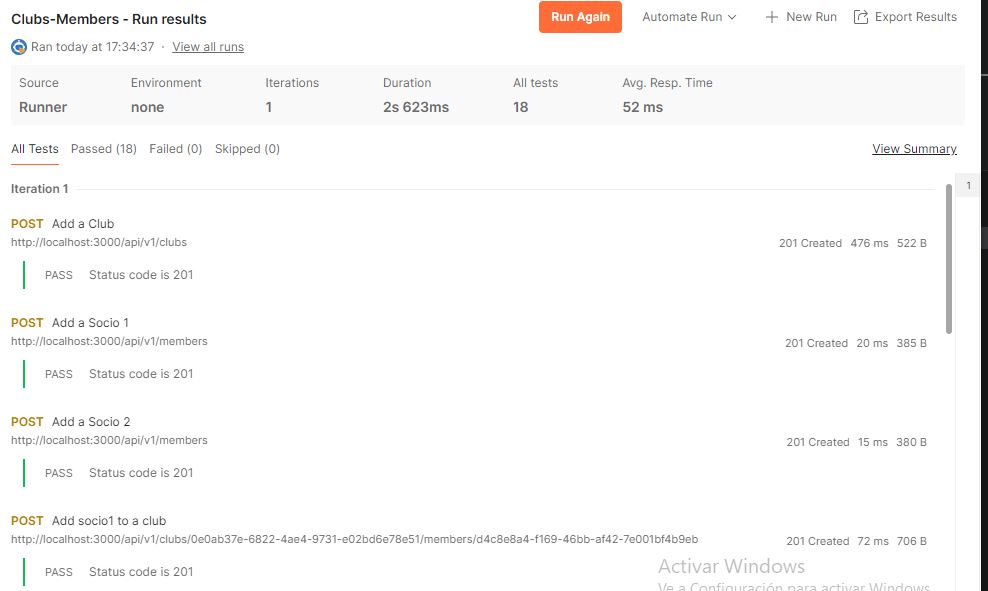 Clubs-Members - Run results
Run Again
Automate Run
New Run
Export Results
Ran today at 17:34:37 · View all runs
Source Environment Iterations Duration All tests Avg. Resp. Time
Runner none 1 2s 623ms 18 52 ms
All Tests Passed (18) Failed (0) Skipped (0) View Summary
Iteration 1
1
POST Add a Club
http://localhost:3000/api/v1/clubs
201 Created 476 ms 522 B
PASS Status code is 201
POST Add a Socio 1
http://localhost:3000/api/v1/members
201 Created 20 ms 385 B
PASS Status code is 201
POST Add a Socio 2
http://localhost:3000/api/v1/members
201 Created 15 ms 380 B
PASS Status code is 201
POST Add socio1 to a club
http://localhost:3000/api/v1/clubs/0e0ab37e-6822-4ae4-9731-e02bd6e78e51/members/d4c8e8a4-f169-46bb-af42-7e001bf4b9eb
201 Created 72 ms 706 B
PASS Status code is 201
Activar Windows
Ve a Configuración para activar Windows.